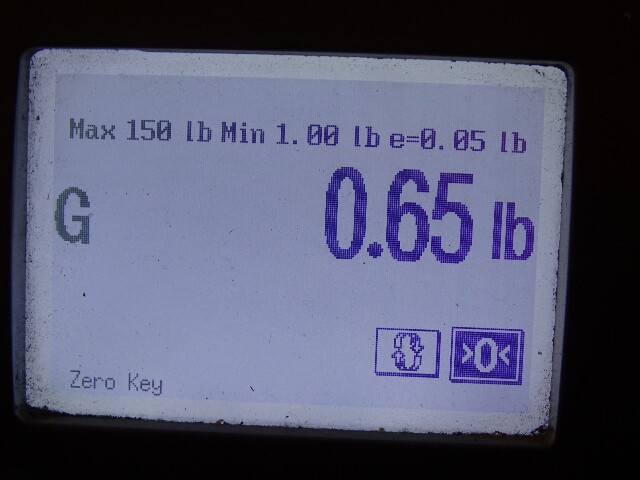 Max 150 lb Min 1.00 lb e=0.05 lb
G 0.65 lb
>0<
Zero Key